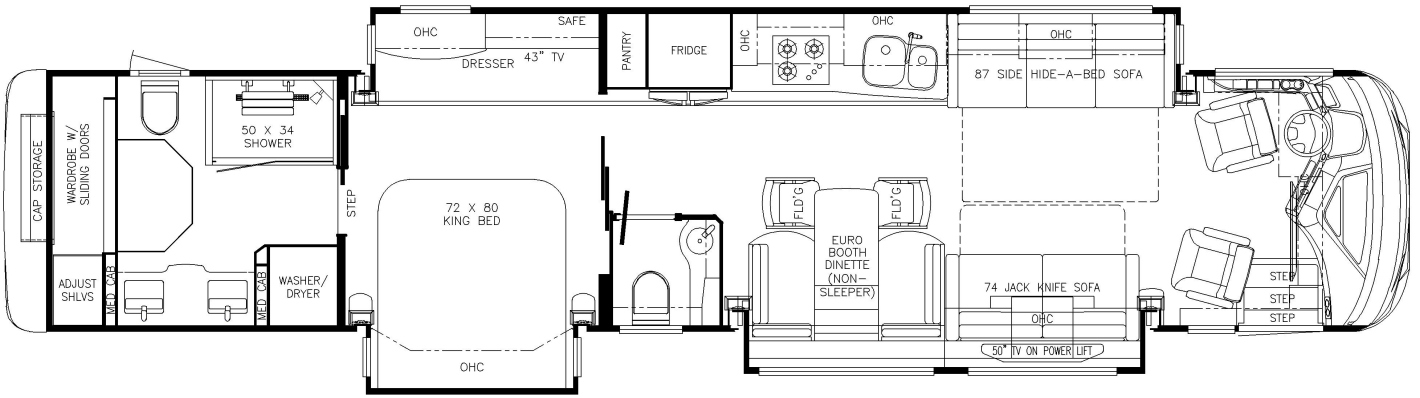 CAP STORAGE
WARDROBE W/
SLIDING DOORS
ADJUST
SHLVS
MED CAB
50 X 34
SHOWER
MED CAB
WASHER/
DRYER
STEP
OHC
SAFE
DRESSER
43" TV
72 X 80
KING BED
OHC
PANTRY
FRIDGE
OHC
OHC
OHC
87 SIDE HIDE-A-BED SOFA
FLD'G
FLD'G
EURO
BOOTH
DINETTE
(NON-
SLEEPER)
74 JACK KNIFE SOFA
OHC
50" TV ON POWER LIFT
STEP
STEP
STEP